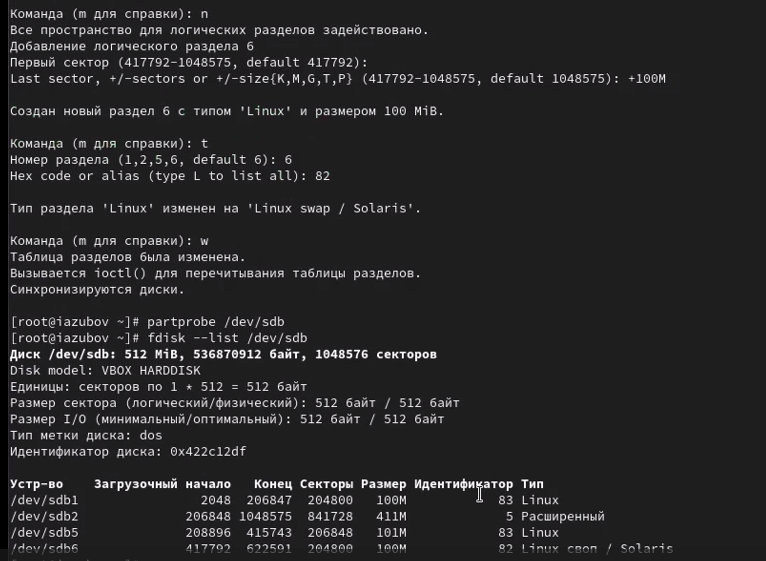 Команда (m для справки): n
Все пространство для логических разделов задействовано.
Добавление логического раздела 6
Первый сектор (417792-1048575, default 417792):
Last sector, +/-sectors or +/-size{K,M,G,T,P} (417792-1048575, default 1048575): +100M
Создан новый раздел 6 с типом 'Linux' и размером 100 MiB.
Команда (m для справки): t
Номер раздела (1,2,5,6, default 6): 6
Hex code or alias (type L to list all): 82
Тип раздела 'Linux' изменен на 'Linux swap / Solaris'.
Команда (m для справки): w
Таблица разделов была изменена.
Вызывается ioctl() для перечитывания таблицы разделов.
Синхронизируются диски.
[root@iazubov ~]# partprobe /dev/sdb
[root@iazubov ~]# fdisk --list /dev/sdb
Диск /dev/sdb: 512 MiB, 536870912 байт, 1048576 секторов
Disk model: VBOX HARDDISK
Единицы: секторов по 1 * 512 = 512 байт
Размер сектора (логический/физический): 512 байт / 512 байт
Размер I/O (минимальный/оптимальный): 512 байт / 512 байт
Тип метки диска: dos
Идентификатор диска: 0x422c12df
Устр-во Загрузочный начало Конец Секторы Размер Идентификатор Тип
/dev/sdb1 2048 206847 204800 100M 83 Linux
/dev/sdb2 206848 1048575 841728 411M 5 Расширенный
/dev/sdb5 208896 415743 206848 101M 83 Linux
/dev/sdb6 417792 622591 204800 100M 82 Linux своп / Solaris